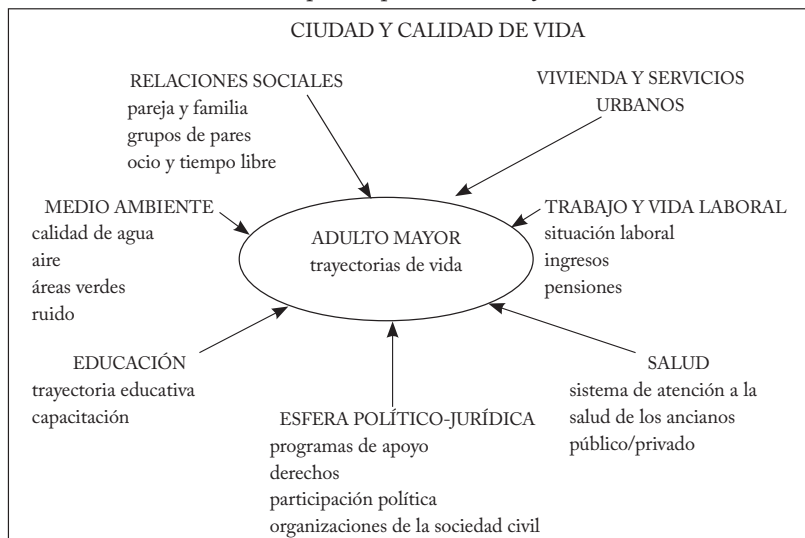 CIUDAD Y CALIDAD DE VIDA
RELACIONES SOCIALES
pareja y familia
grupos de pares
ocio y tiempo libre
VIVIENDA Y SERVICIOS
URBANOS
MEDIO AMBIENTE
calidad de agua
aire
áreas verdes
ruido
ADULTO MAYOR
trayectorias de vida
TRABAJO Y VIDA LABORAL
situación laboral
ingresos
pensiones
EDUCACIÓN
trayectoria educativa
capacitación
ESFERA POLÍTICO-JURÍDICA
programas de apoyo
derechos
participación política
organizaciones de la sociedad civil
SALUD
sistema de atención a la
salud de los ancianos
público/privado